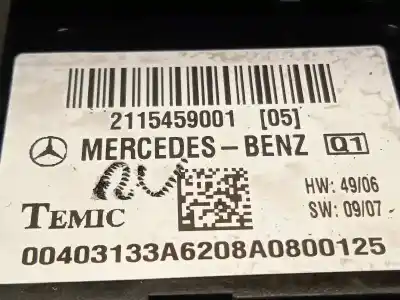 2115459001 [05]
MERCEDES-BENZ Q1
HW: 49/06
TEMIC SW: 09/07
00403133A6208A0800125